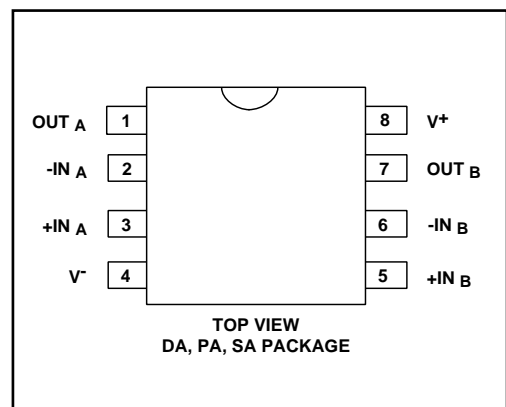 OUT A 1 8 V+
-IN A 2 7 OUT B
+IN A 3 6 -IN B
V- 4 5 +IN B
TOP VIEW
DA, PA, SA PACKAGE